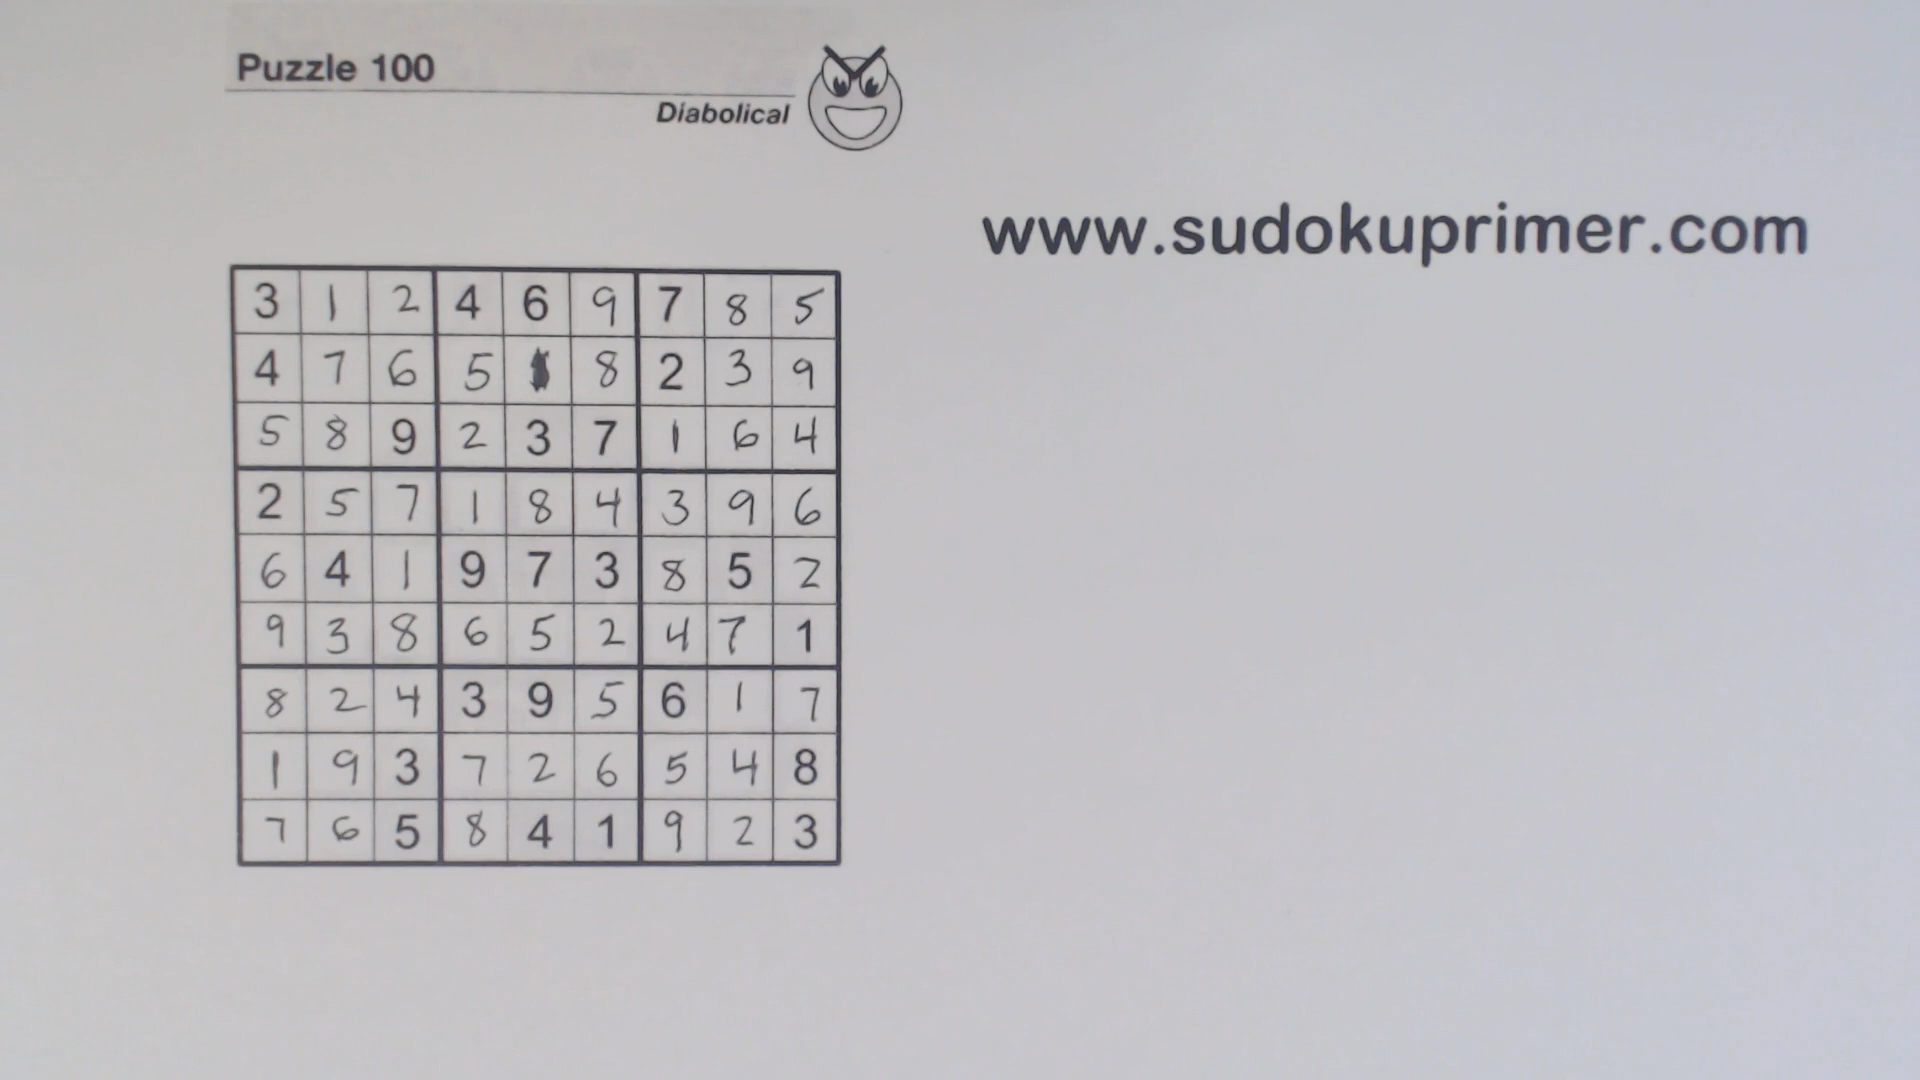 Puzzle 100
Diabolical
www.sudokuprimer.com
3 1 2 4 6 9 7 8 5
4 7 6 5 1 8 2 3 9
5 8 9 2 3 7 1 6 4
2 5 7 1 8 4 3 9 6
6 4 1 9 7 3 8 5 2
9 3 8 6 5 2 4 7 1
8 2 4 3 9 5 6 1 7
1 9 3 7 2 6 5 4 8
7 6 5 8 4 1 9 2 3